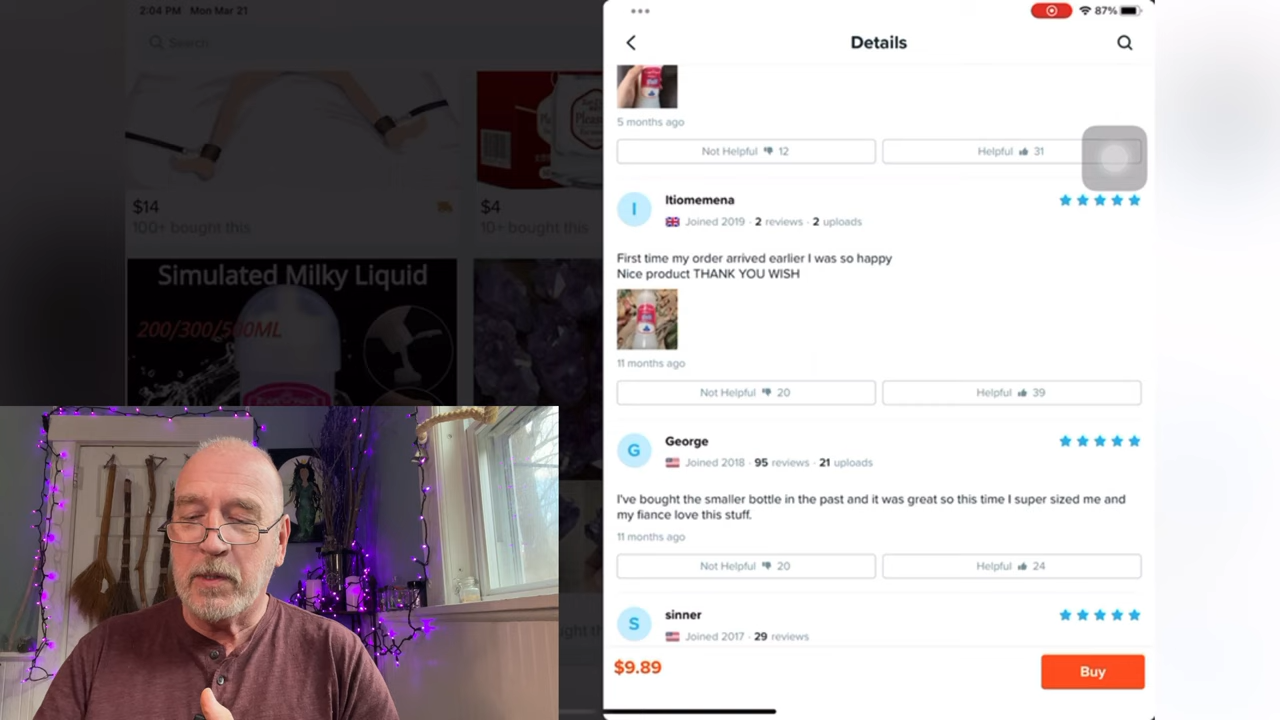 2:04 PM Mon Mar 21
Search
$14
100+ bought this
$4
10+ bought this
Simulated Milky Liquid
200/300/500ML
87%
Details
5 months ago
Not Helpful 12
Helpful 31
I
Itiomemena
Joined 2019 · 2 reviews · 2 uploads
First time my order arrived earlier I was so happy
Nice product THANK YOU WISH
11 months ago
Not Helpful 20
Helpful 39
G
George
Joined 2018 · 95 reviews · 21 uploads
I've bought the smaller bottle in the past and it was great so this time I super sized me and
my fiance love this stuff.
11 months ago
Not Helpful 20
Helpful 24
S
sinner
Joined 2017 · 29 reviews
$9.89
Buy